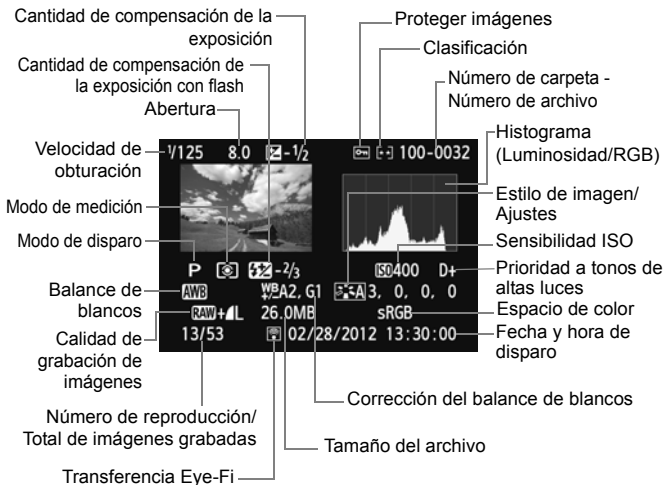 Cantidad de compensación de la
exposición
Cantidad de compensación de
la exposición con flash
Abertura
Velocidad de
obturación
Modo de medición
Modo de disparo
Balance de
blancos
Calidad de
grabación de
imágenes
Número de reproducción/
Total de imágenes grabadas
Transferencia Eye-Fi
Proteger imágenes
Clasificación
Número de carpeta -
Número de archivo
Histograma
(Luminosidad/RGB)
Estilo de imagen/
Ajustes
Sensibilidad ISO
Prioridad a tonos de
altas luces
Espacio de color
Fecha y hora de
disparo
Corrección del balance de blancos
Tamaño del archivo
1/125 8.0 -1/2 100-0032
P -2/3 ISO 400 D+
AWB WB A2, G1 A 3, 0, 0, 0
RAW+L 26.0MB sRGB
13/53 02/28/2012 13:30:00